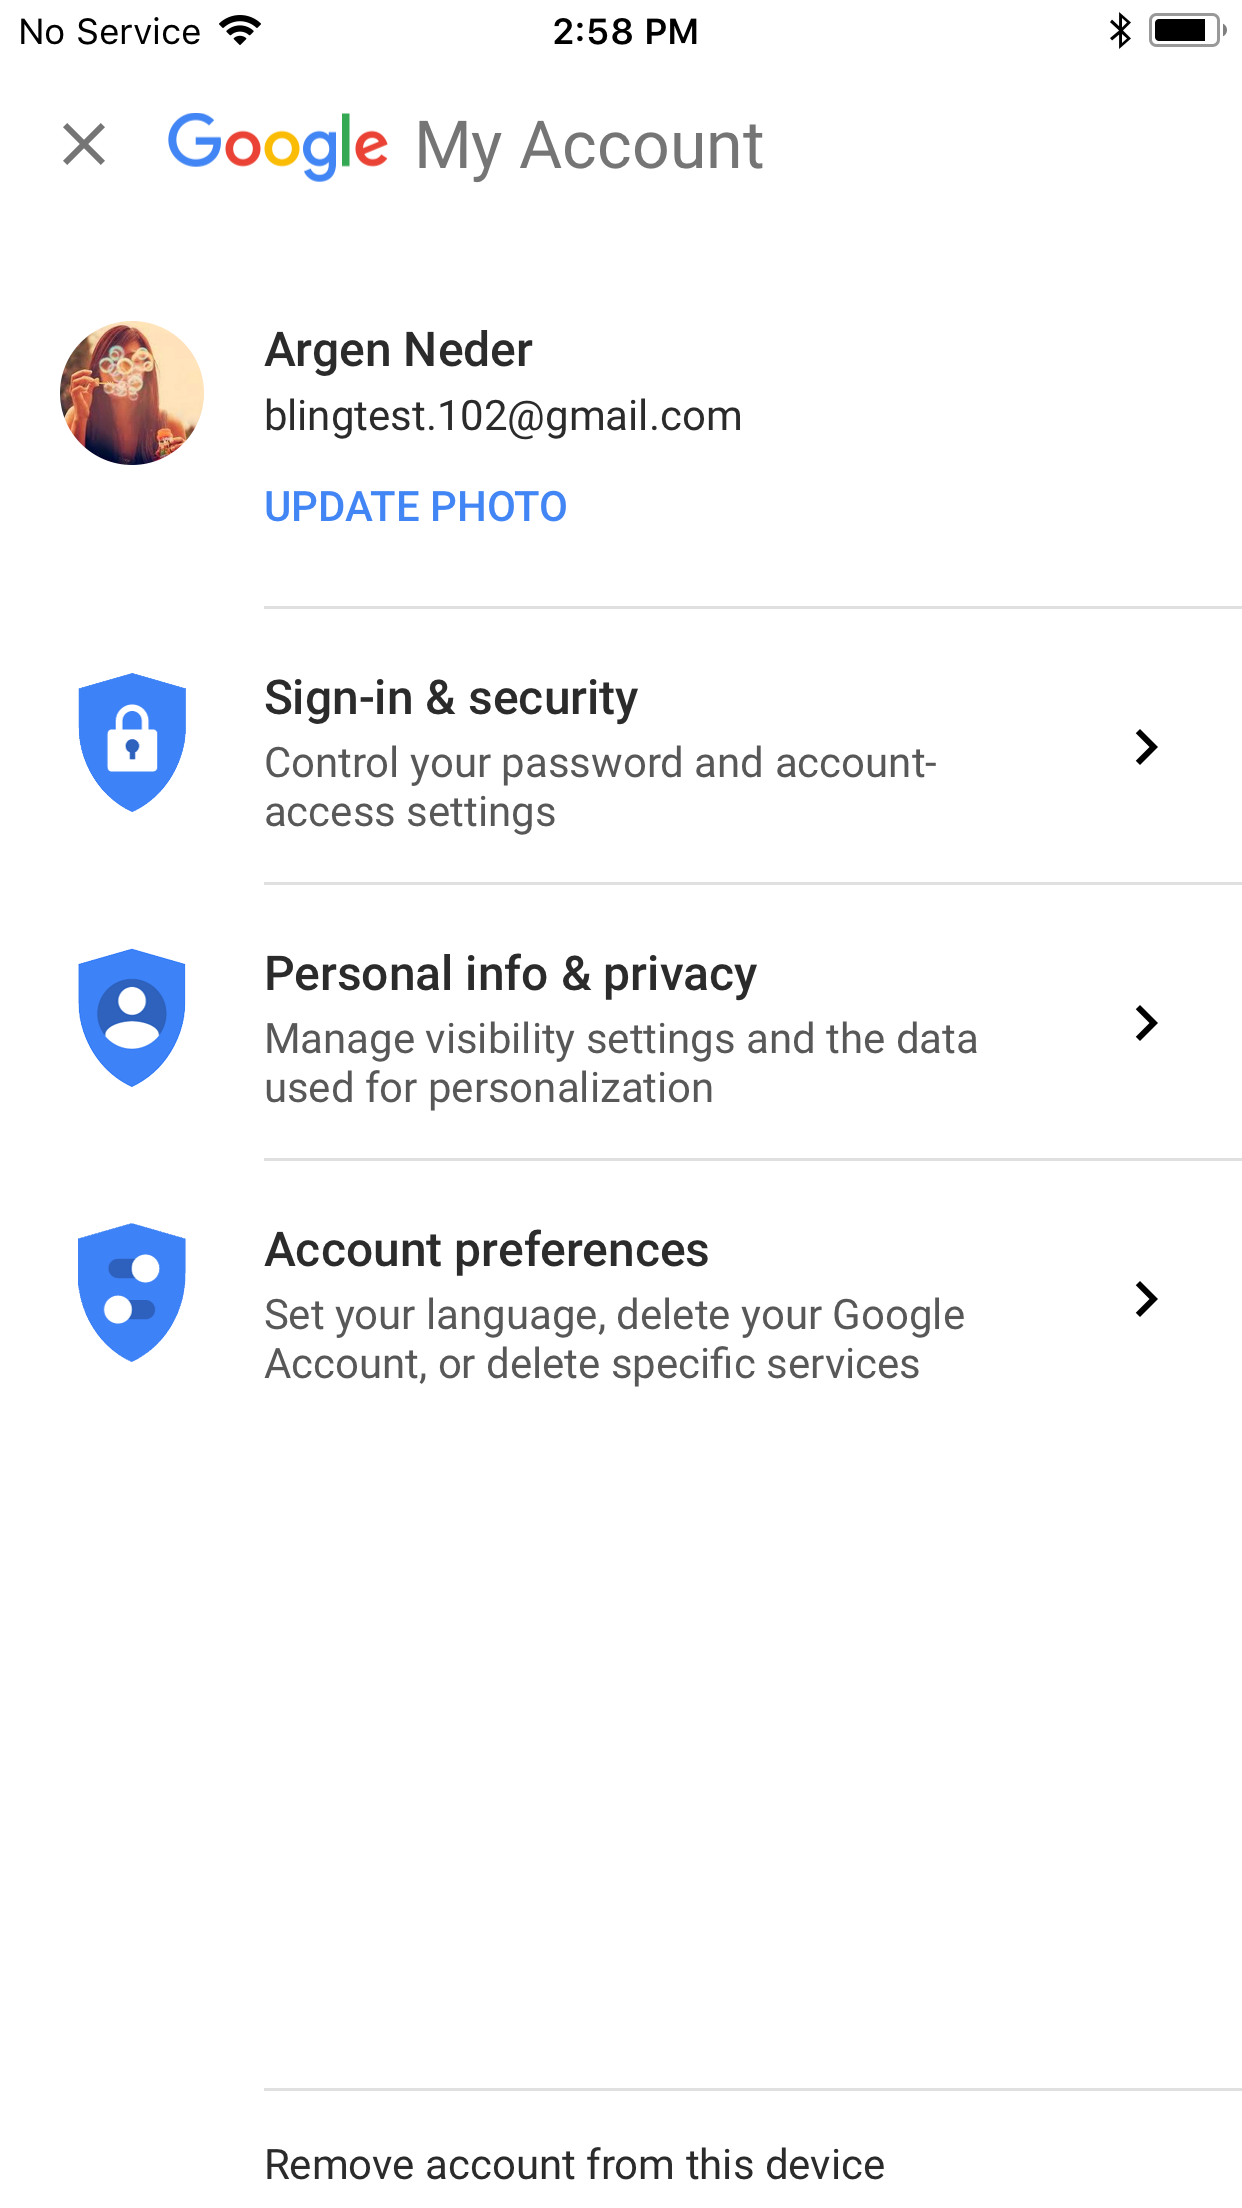 No Service 2:58 PM
Google My Account
Argen Neder
blingtest.102@gmail.com
UPDATE PHOTO
Sign-in & security
Control your password and account-
access settings
Personal info & privacy
Manage visibility settings and the data
used for personalization
Account preferences
Set your language, delete your Google
Account, or delete specific services
Remove account from this device